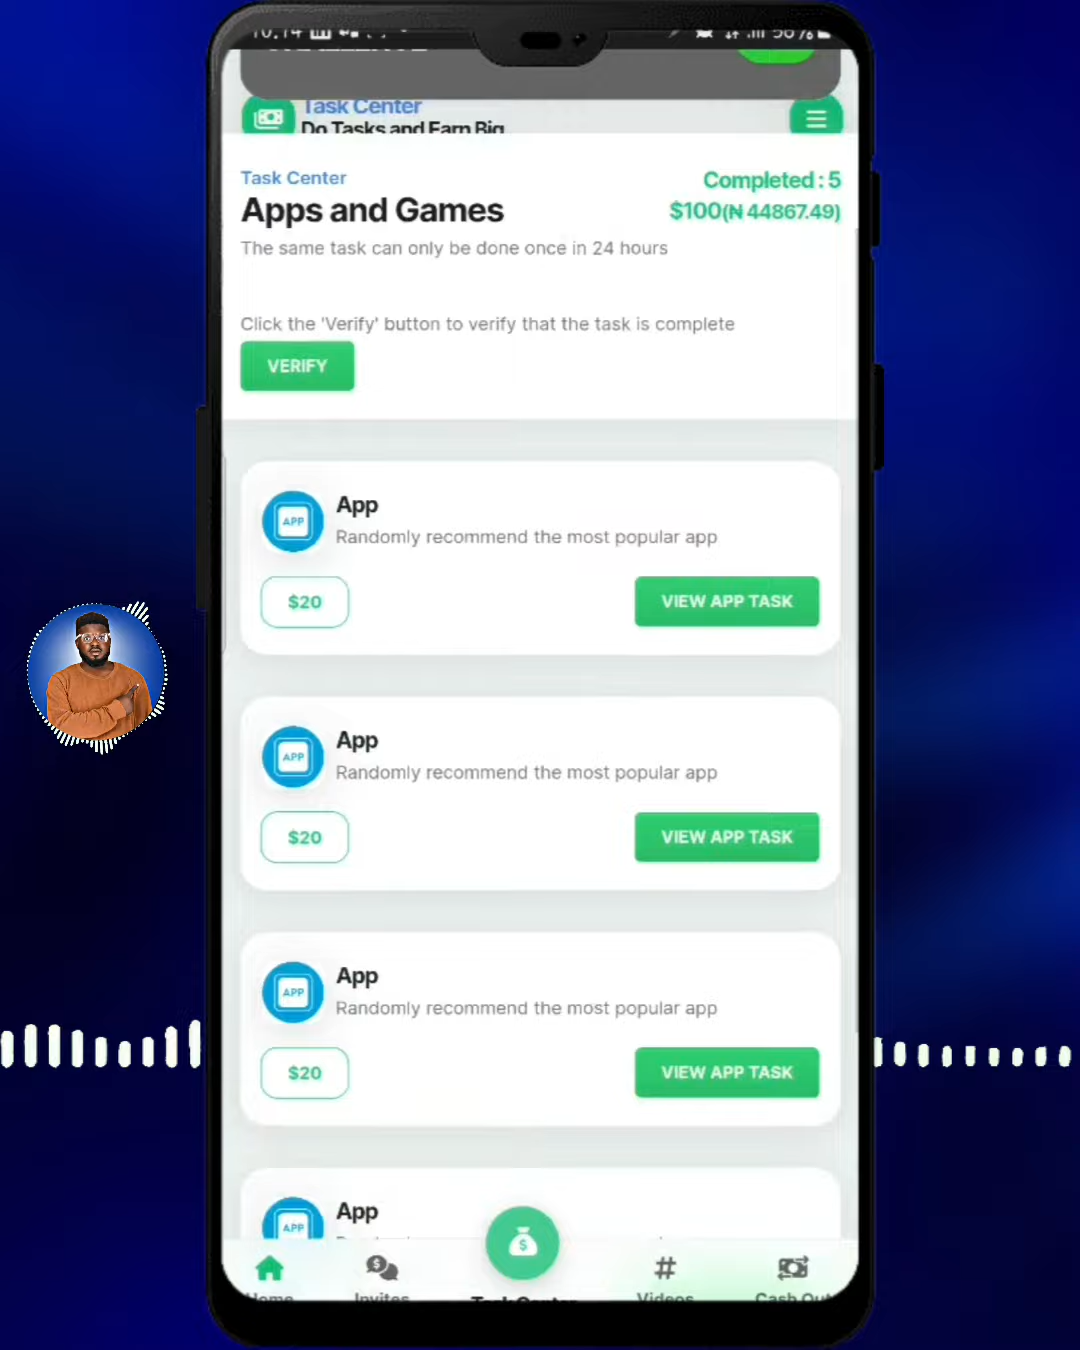 Task Center
Do Tasks and Earn Big
Task Center
Completed : 5
Apps and Games
$100(₦ 44867.49)
The same task can only be done once in 24 hours
Click the 'Verify' button to verify that the task is complete
VERIFY
APP
App
Randomly recommend the most popular app
$20
VIEW APP TASK
APP
App
Randomly recommend the most popular app
$20
VIEW APP TASK
APP
App
Randomly recommend the most popular app
$20
VIEW APP TASK
APP
App
Home
Invites
Task Center
Videos
Cash Out